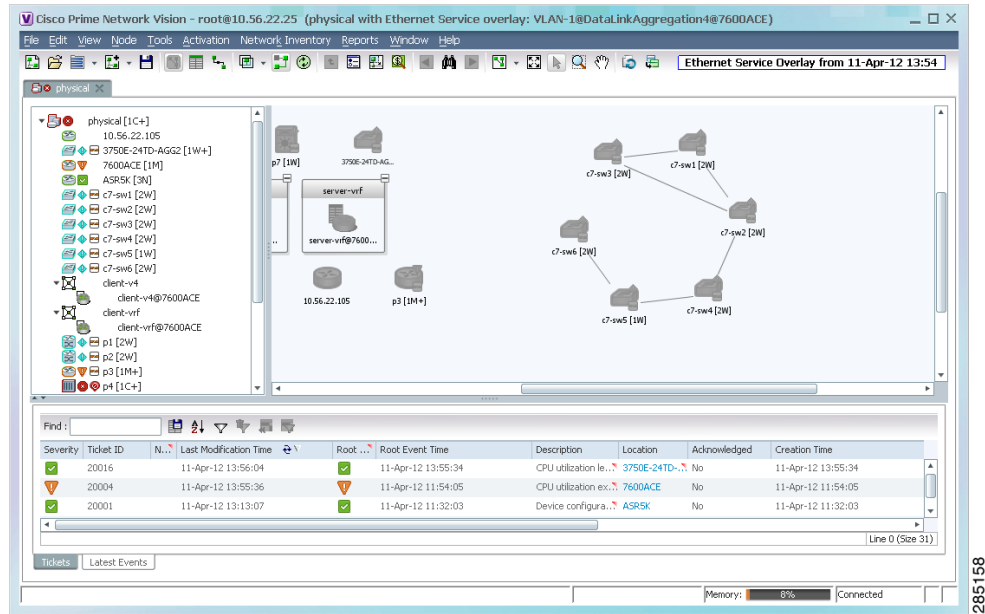 Cisco Prime Network Vision - root@10.56.22.25 (physical with Ethernet Service overlay: VLAN-1@DataLinkAggregation4@7600ACE)
File Edit View Node Tools Activation Network Inventory Reports Window Help
Ethernet Service Overlay from 11-Apr-12 13:54
physical
physical [1C+]
10.56.22.105
3750E-24TD-AGG2 [1W+]
7600ACE [1M]
ASR5K [3N]
c7-sw1 [2W]
c7-sw2 [2W]
c7-sw3 [2W]
c7-sw4 [2W]
c7-sw5 [1W]
c7-sw6 [2W]
client-v4
client-v4@7600ACE
client-vrf
client-vrf@7600ACE
p1 [2W]
p2 [2W]
p3 [1M+]
p4 [1C+]
p7 [1W]
3750E-24TD-AG...
server-vrf
server-vrf@7600...
..
10.56.22.105
p3 [1M+]
c7-sw3 [2W]
c7-sw1 [2W]
c7-sw2 [2W]
c7-sw6 [2W]
c7-sw5 [1W]
c7-sw4 [2W]
Find :
Severity Ticket ID N... Last Modification Time Root ... Root Event Time Description Location Acknowledged Creation Time
20016 11-Apr-12 13:56:04 11-Apr-12 13:55:34 CPU utilization le... 3750E-24TD-... No 11-Apr-12 13:55:34
20004 11-Apr-12 13:55:36 11-Apr-12 11:54:05 CPU utilization ex... 7600ACE No 11-Apr-12 11:54:05
20001 11-Apr-12 13:13:07 11-Apr-12 11:32:03 Device configura... ASR5K No 11-Apr-12 11:32:03
Line 0 (Size 31)
Tickets Latest Events
Memory: 8% Connected
285158